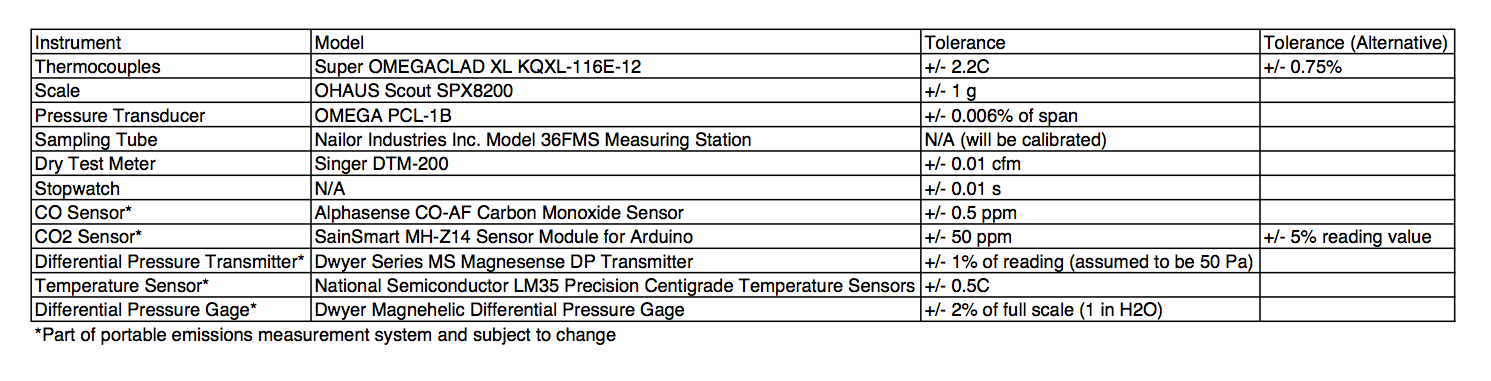 Instrument Model Tolerance Tolerance (Alternative)
Thermocouples Super OMEGACLAD XL KQXL-116E-12 +/- 2.2C +/- 0.75%
Scale OHAUS Scout SPX8200 +/- 1 g
Pressure Transducer OMEGA PCL-1B +/- 0.006% of span
Sampling Tube Nailor Industries Inc. Model 36FMS Measuring Station N/A (will be calibrated)
Dry Test Meter Singer DTM-200 +/- 0.01 cfm
Stopwatch N/A +/- 0.01 s
CO Sensor* Alphasense CO-AF Carbon Monoxide Sensor +/- 0.5 ppm
CO2 Sensor* SainSmart MH-Z14 Sensor Module for Arduino +/- 50 ppm +/- 5% reading value
Differential Pressure Transmitter* Dwyer Series MS Magnesense DP Transmitter +/- 1% of reading (assumed to be 50 Pa)
Temperature Sensor* National Semiconductor LM35 Precision Centigrade Temperature Sensors +/- 0.5C
Differential Pressure Gage* Dwyer Magnehelic Differential Pressure Gage +/- 2% of full scale (1 in H2O)
*Part of portable emissions measurement system and subject to change